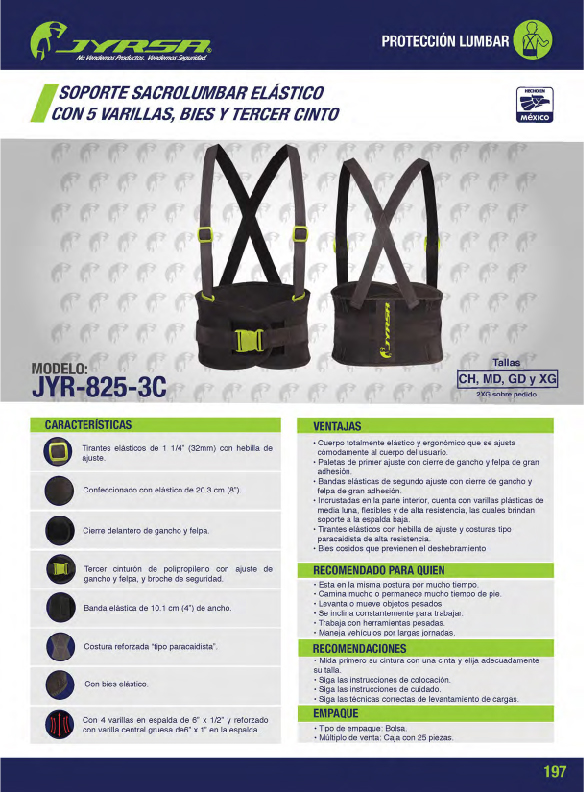 JYRSA®
No Vendemos Productos. Vendemos Seguridad.
PROTECCIÓN LUMBAR
SOPORTE SACROLUMBAR ELÁSTICO
CON 5 VARILLAS, BIES Y TERCER CINTO
HECHO EN
MÉXICO
JYRSA
MODELO:
JYR-825-3C
Tallas
CH, MD, GD y XG
2XG sobre pedido
CARACTERÍSTICAS
Tirantes elásticos de 1 1/4" (32mm) con hebilla de
ajuste.
Confeccionado con elástico de 20.3 cm (8").
Cierre delantero de gancho y felpa.
Tercer cinturón de polipropileno con ajuste de
gancho y felpa, y broche de seguridad.
Banda elástica de 10.1 cm (4") de ancho.
Costura reforzada "tipo paracaidista".
Con bies elástico.
Con 4 varillas en espalda de 6" x 1/2" y reforzado
con varilla central gruesa de6" x 1" en la espalda
VENTAJAS
• Cuerpo totalmente elástico y ergonómico que se ajusta
comodamente al cuerpo del usuario.
• Paletas de primer ajuste con cierre de gancho y felpa de gran
adhesión.
• Bandas elásticas de segundo ajuste con cierre de gancho y
felpa de gran adhesión.
• Incrustadas en la parte interior, cuenta con varillas plásticas de
media luna, flexibles y de alta resistencia, las cuales brindan
soporte a la espalda baja.
• Tirantes elásticos con hebilla de ajuste y costuras tipo
paracaidista de alta resistencia.
• Bies cosidos que previenen el deshebramiento
RECOMENDADO PARA QUIEN
• Esta en la misma postura por mucho tiempo.
• Camina mucho o permanece mucho tiempo de pie.
• Levanta o mueve objetos pesados
• Se inclina constantemente para trabajar.
• Trabaja con herramientas pesadas.
• Maneja vehículos por largas jornadas.
RECOMENDACIONES
• Mida primero su cintura con una cinta y elija adecuadamente
su talla.
• Siga las instrucciones de colocación.
• Siga las instrucciones de cuidado.
• Siga las técnicas correctas de levantamiento de cargas.
EMPAQUE
• Tipo de empaque: Bolsa.
• Múltiplo de venta: Caja con 25 piezas.
197